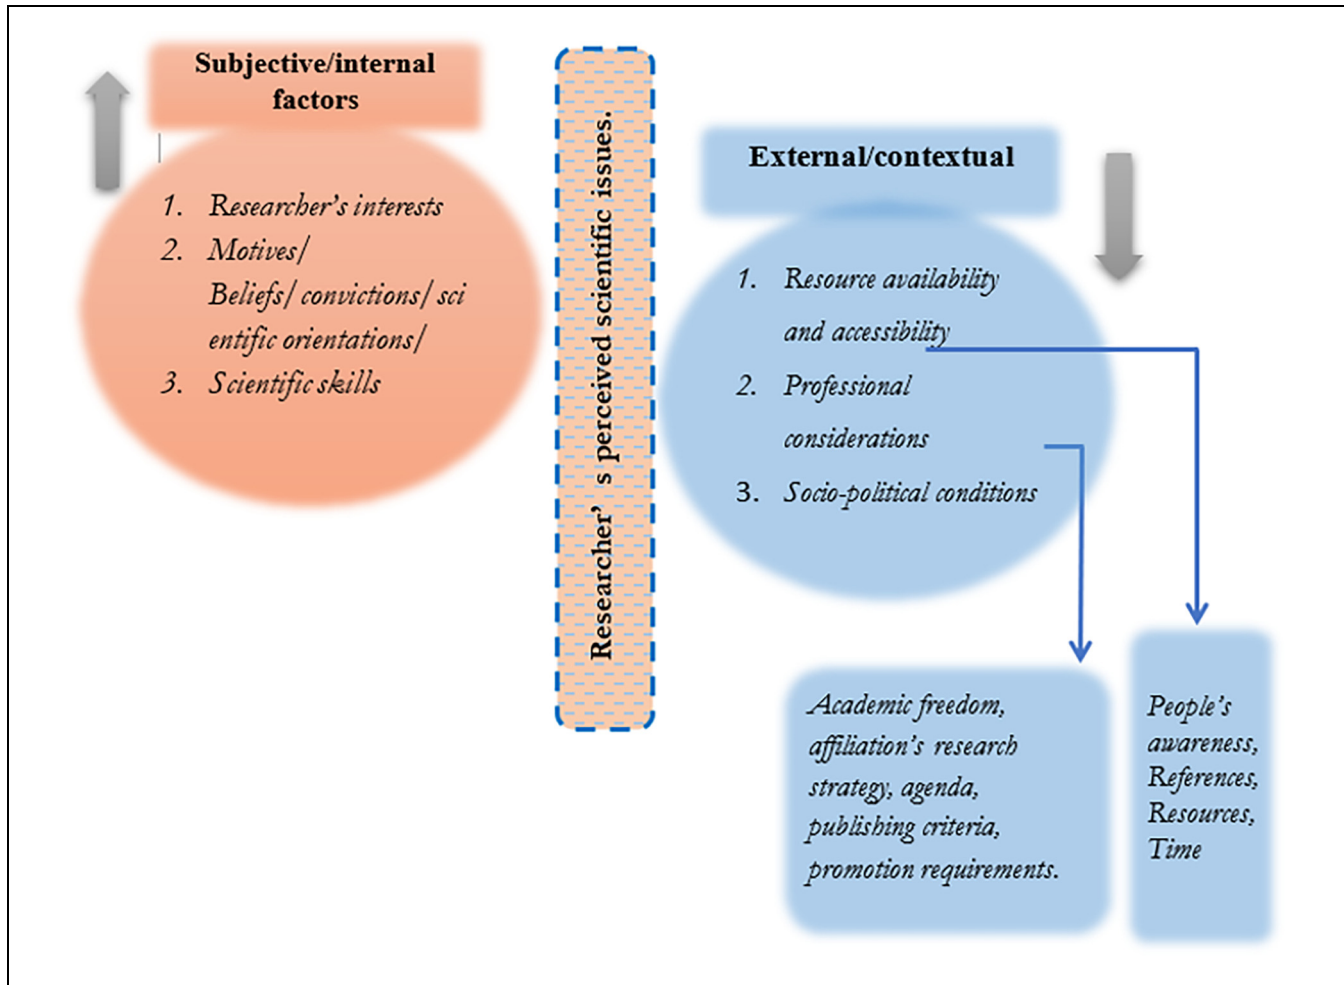 Subjective/internal
factors
1. Researcher’s interests
2. Motives/
Beliefs/ convictions/ sci
entific orientations/
3. Scientific skills
Researcher’ s perceived scientific issues.
External/contextual
1. Resource availability
and accessibility
2. Professional
considerations
3. Socio-political conditions
Academic freedom,
affiliation’s research
strategy, agenda,
publishing criteria,
promotion requirements.
People’s
awareness,
References,
Resources,
Time